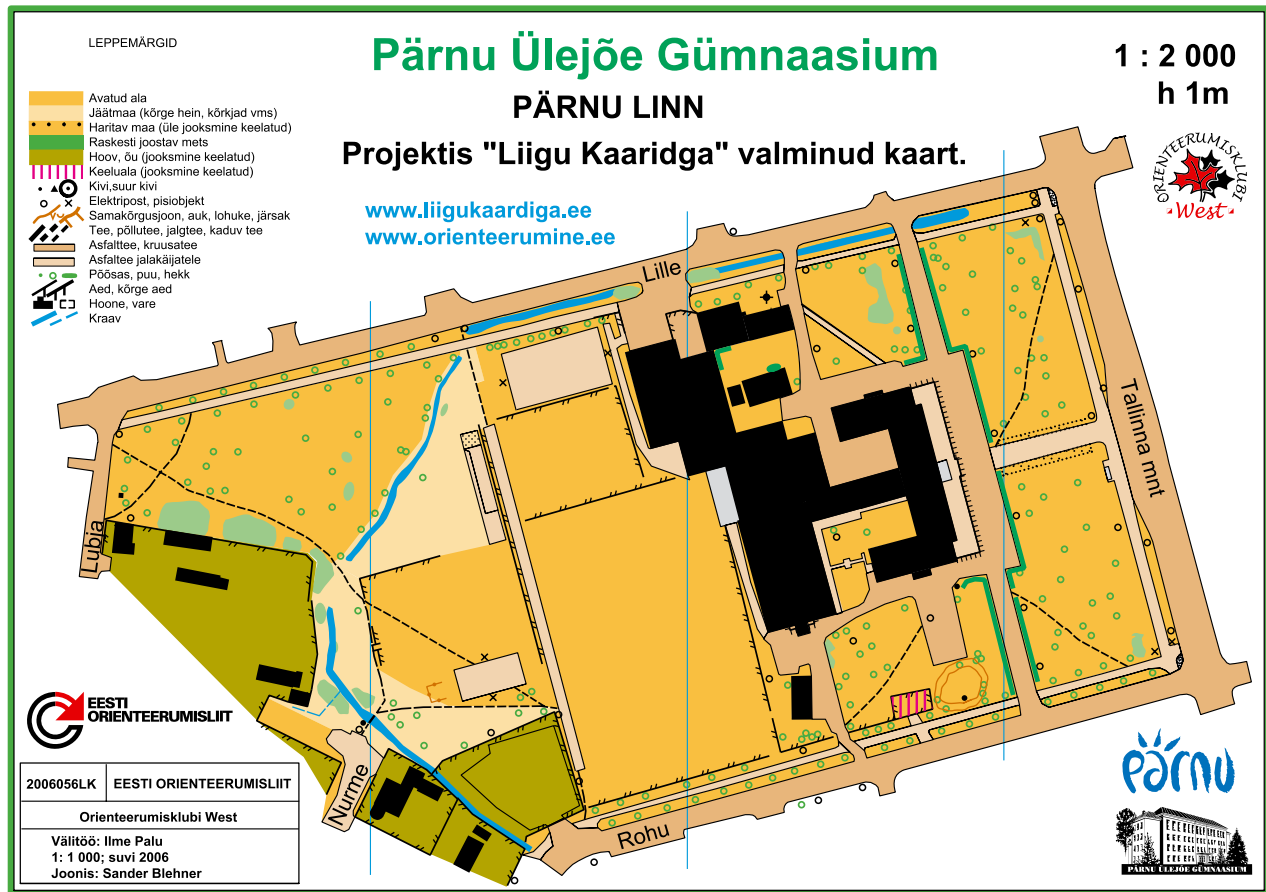 LEPPEMÄRGID
Avatud ala
Jäätmaa (kõrge hein, kõrkjad vms)
Haritav maa (üle jooksmine keelatud)
Raskesti joostav mets
Hoov, õu (jooksmine keelatud)
Keeluala (jooksmine keelatud)
Kivi,suur kivi
Elektripost, pisiobjekt
Samakõrgusjoon, auk, lohuke, järsak
Tee, põllutee, jalgtee, kaduv tee
Asfalttee, kruusatee
Asfaltee jalakäijatele
Põõsas, puu, hekk
Aed, kõrge aed
Hoone, vare
Kraav
Pärnu Ülejõe Gümnaasium
PÄRNU LINN
Projektis "Liigu Kaaridga" valminud kaart.
www.liigukaardiga.ee
www.orienteerumine.ee
1 : 2 000
h 1m
ORIENTEERUMISKLUBI
West
Lille
Tallinna mnt
Lubja
Nurme
Rohu
EESTI
ORIENTEERUMISLIIT
2006056LK EESTI ORIENTEERUMISLIIT
Orienteerumisklubi West
Välitöö: Ilme Palu
1: 1 000; suvi 2006
Joonis: Sander Blehner
pärnu
PÄRNU ÜLEJÕE GÜMNAASIUM